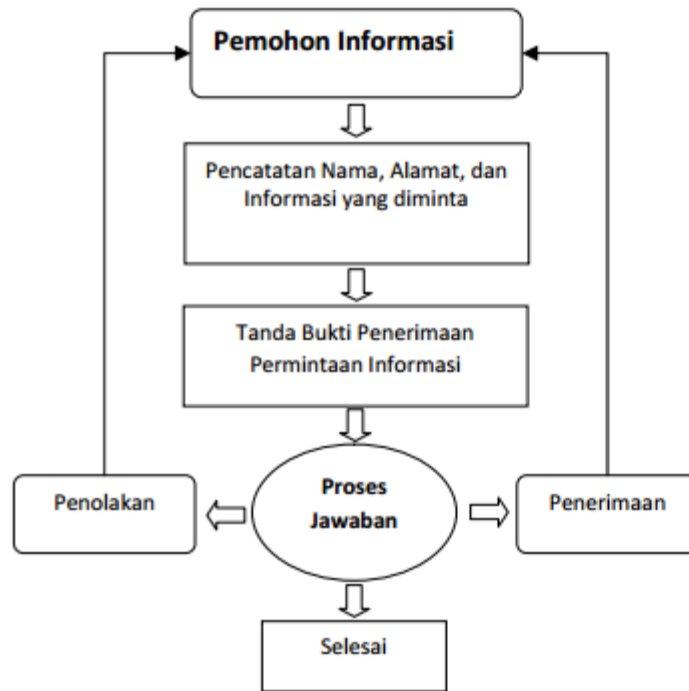 Pemohon Informasi
Pencatatan Nama, Alamat, dan
Informasi yang diminta
Tanda Bukti Penerimaan
Permintaan Informasi
Penolakan
Proses
Jawaban
Penerimaan
Selesai